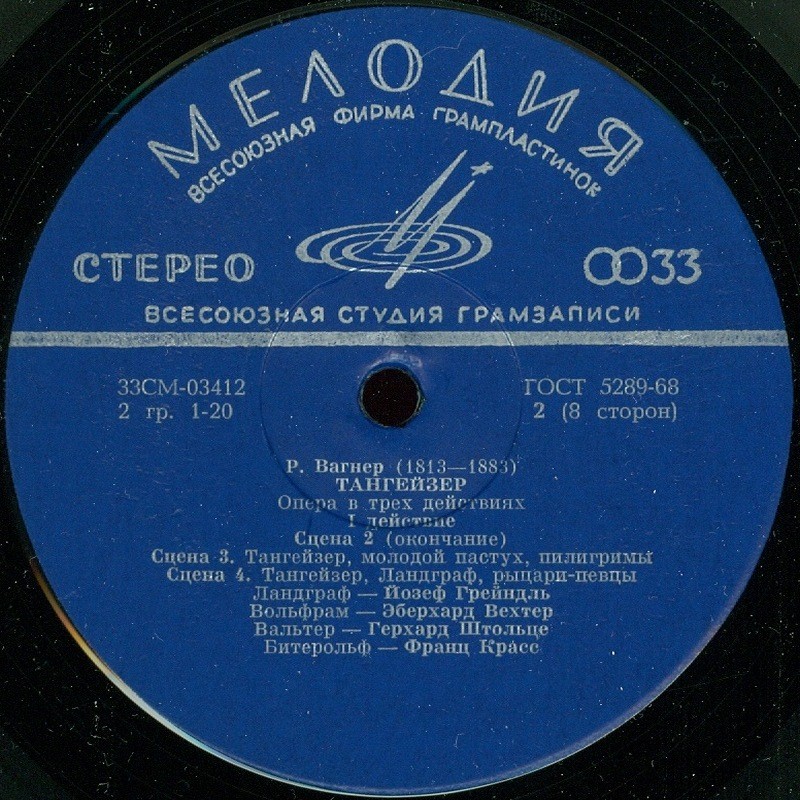 МЕЛОДИЯ
ВСЕСОЮЗНАЯ ФИРМА ГРАМПЛАСТИНОК
СТЕРЕО
33
ВСЕСОЮЗНАЯ СТУДИЯ ГРАМЗАПИСИ
33СМ-03412 ГОСТ 5289-68
2 гр. 1-20 2 (8 сторон)
Р. Вагнер (1813—1883)
ТАНГЕЙЗЕР
Опера в трех действиях
I действие
Сцена 2 (окончание)
Сцена 3. Тангейзер, молодой пастух, пилигримы
Сцена 4. Тангейзер, Ландграф, рыцари-певцы
Ландграф — Йозеф Грейндль
Вольфрам — Эберхард Вехтер
Вальтер — Герхард Штольце
Битерольф — Франц Красс